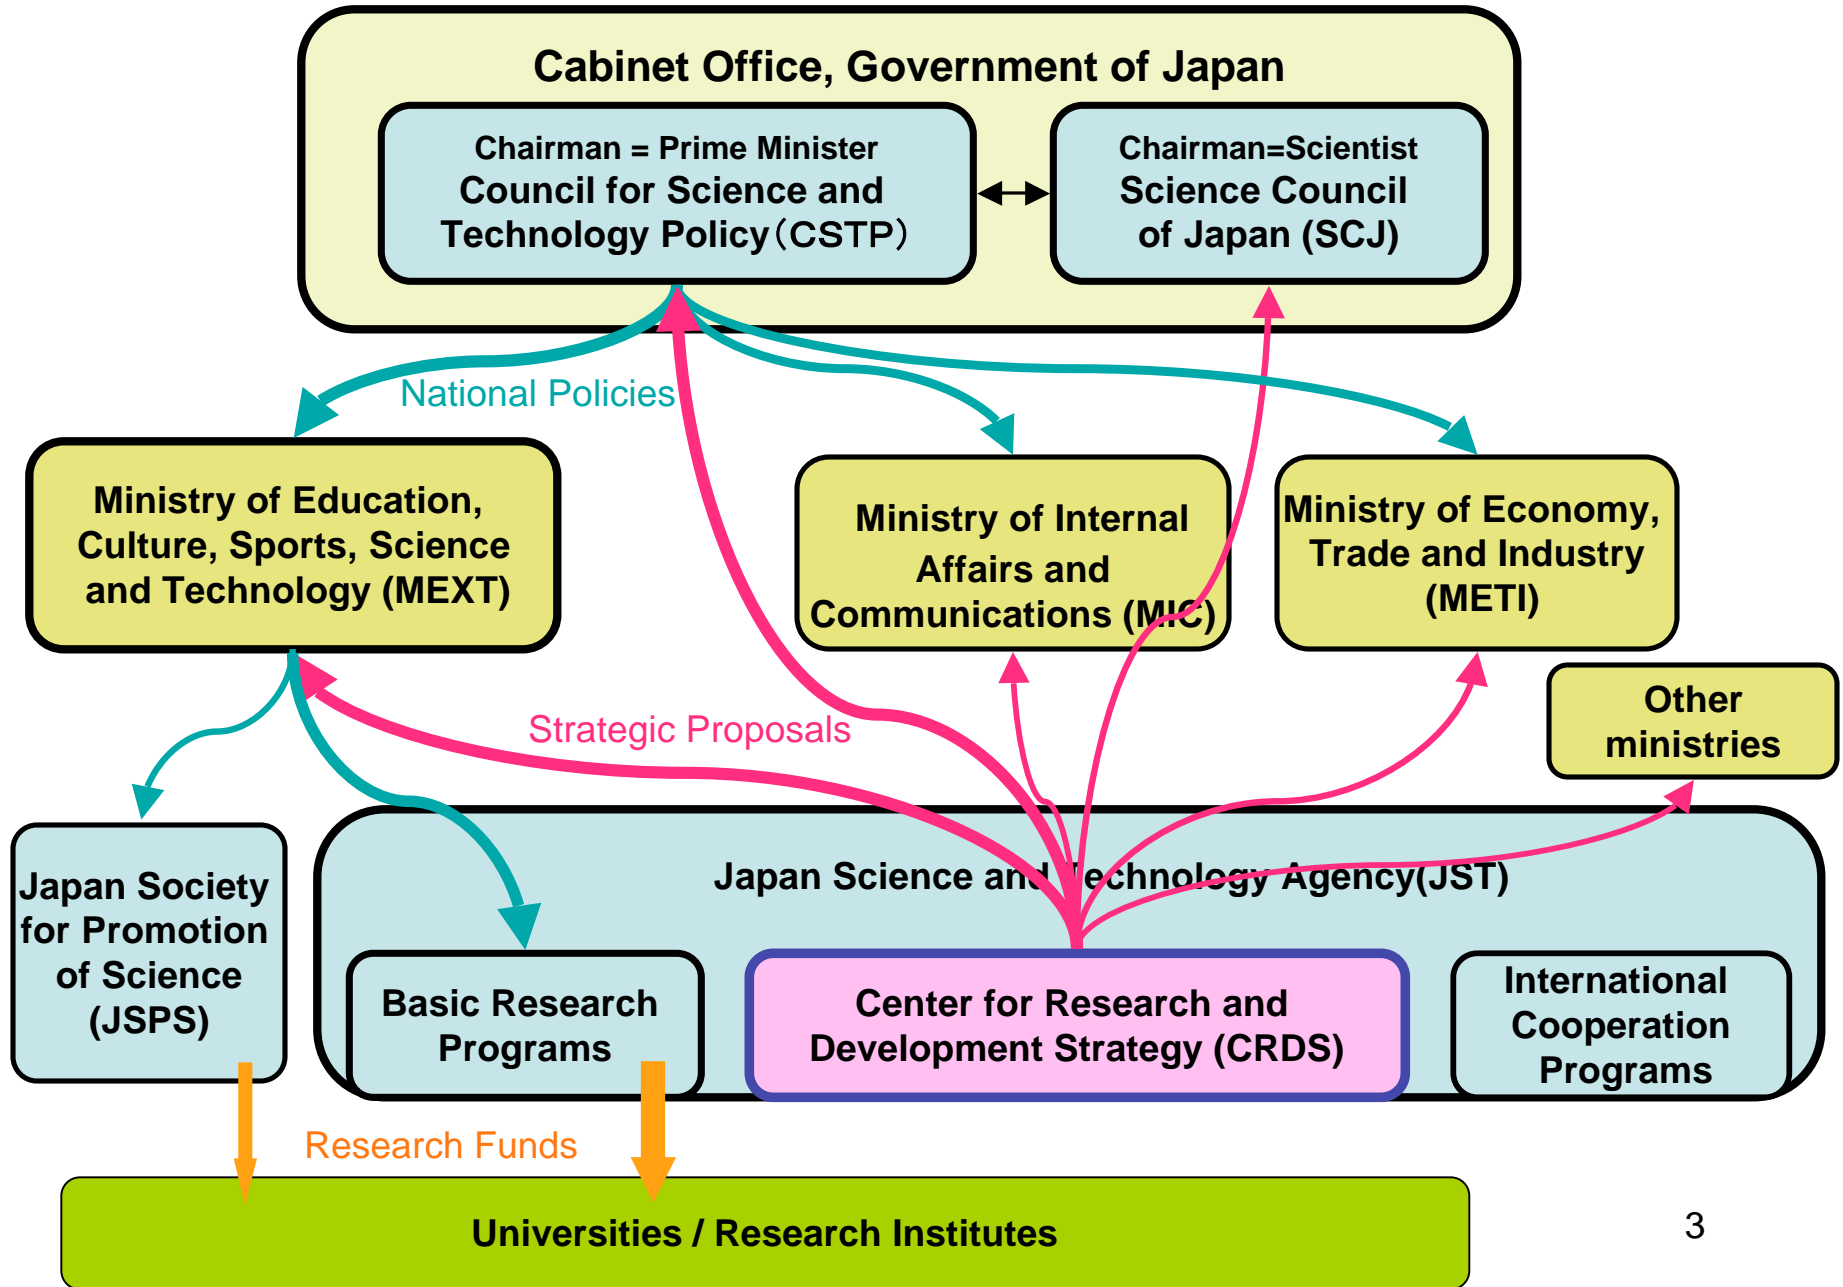 Cabinet Office, Government of Japan
Chairman = Prime Minister
Council for Science and
Technology Policy（CSTP）
Chairman=Scientist
Science Council
of Japan (SCJ)
National Policies
Ministry of Education,
Culture, Sports, Science
and Technology (MEXT)
Ministry of Internal
Affairs and
Communications (MIC)
Ministry of Economy,
Trade and Industry
(METI)
Other
ministries
Strategic Proposals
Japan Society
for Promotion
of Science
(JSPS)
Japan Science and Technology Agency(JST)
Basic Research
Programs
Center for Research and
Development Strategy (CRDS)
International
Cooperation
Programs
Research Funds
Universities / Research Institutes
3